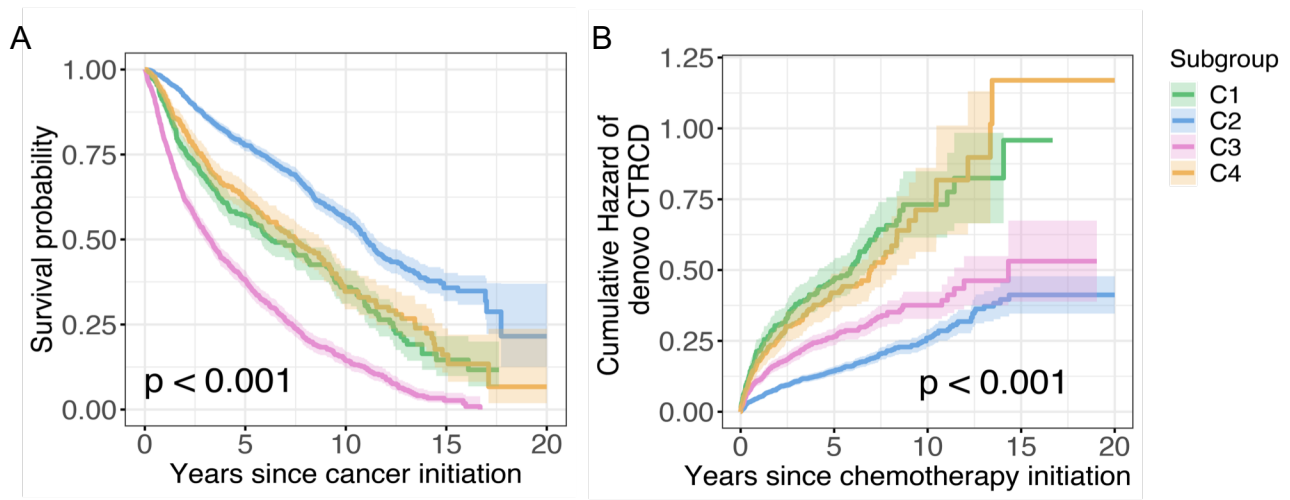 A
Survival probability
1.00
0.75
0.50
0.25
0.00
p < 0.001
0 5 10 15 20
Years since cancer initiation
B
Cumulative Hazard of
denovo CTRCD
1.25
1.00
0.75
0.50
0.25
0.00
p < 0.001
0 5 10 15 20
Years since chemotherapy initiation
Subgroup
C1
C2
C3
C4